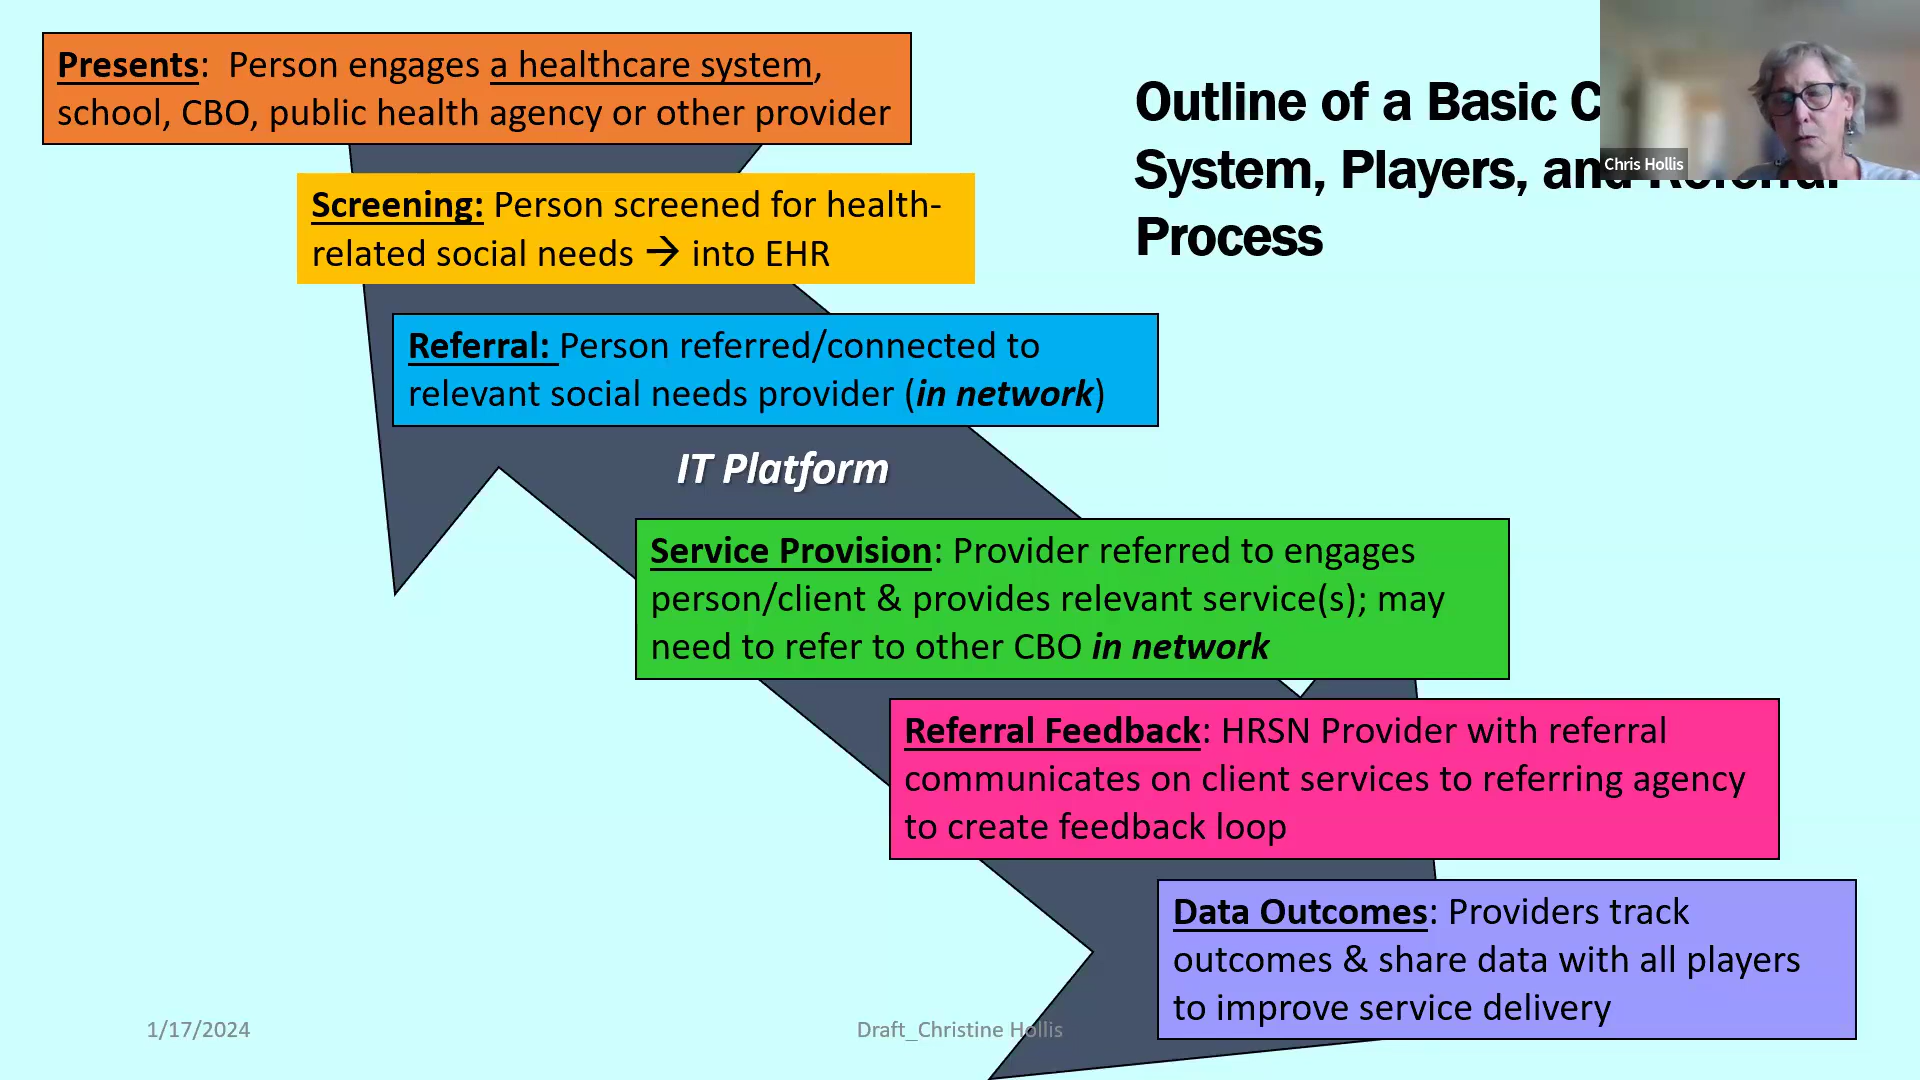 Presents: Person engages a healthcare system,
school, CBO, public health agency or other provider
Outline of a Basic C
System, Players, and Referral
Process
Chris Hollis
Screening: Person screened for health-
related social needs → into EHR
Referral: Person referred/connected to
relevant social needs provider (in network)
IT Platform
Service Provision: Provider referred to engages
person/client & provides relevant service(s); may
need to refer to other CBO in network
Referral Feedback: HRSN Provider with referral
communicates on client services to referring agency
to create feedback loop
Data Outcomes: Providers track
outcomes & share data with all players
to improve service delivery
1/17/2024
Draft_Christine Hollis